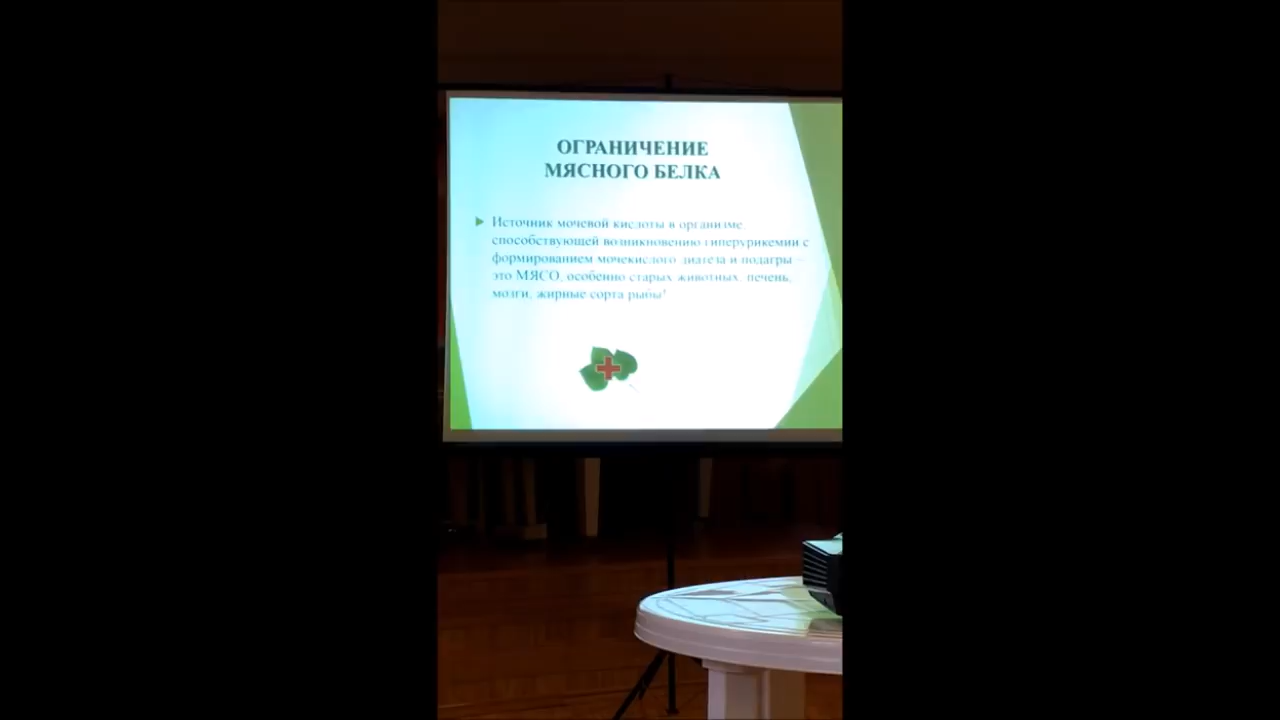 ОГРАНИЧЕНИЕ
МЯСНОГО БЕЛКА
Источник мочевой кислоты в организме,
способствующей возникновению гиперурикемии с
формированием мочекислого диатеза и подагры –
это МЯСО, особенно старых животных, печень,
мозги, жирные сорта рыбы!